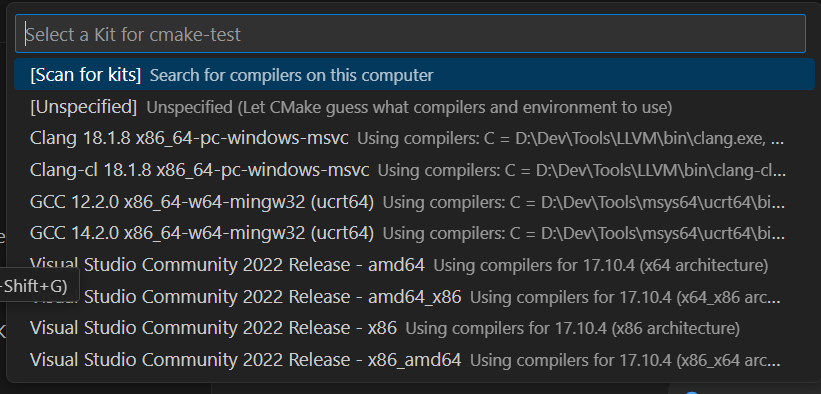 Select a Kit for cmake-test
[Scan for kits] Search for compilers on this computer
[Unspecified] Unspecified (Let CMake guess what compilers and environment to use)
Clang 18.1.8 x86_64-pc-windows-msvc Using compilers: C = D:\Dev\Tools\LLVM\bin\clang.exe, ...
Clang-cl 18.1.8 x86_64-pc-windows-msvc Using compilers: C = D:\Dev\Tools\LLVM\bin\clang-cl...
GCC 12.2.0 x86_64-w64-mingw32 (ucrt64) Using compilers: C = D:\Dev\Tools\msys64\ucrt64\bi...
GCC 14.2.0 x86_64-w64-mingw32 (ucrt64) Using compilers: C = D:\Dev\Tools\msys64\ucrt64\bi...
Visual Studio Community 2022 Release - amd64 Using compilers for 17.10.4 (x64 architecture)
-Shift+G)
Visual Studio Community 2022 Release - amd64_x86 Using compilers for 17.10.4 (x64_x86 arc...
Visual Studio Community 2022 Release - x86 Using compilers for 17.10.4 (x86 architecture)
Visual Studio Community 2022 Release - x86_amd64 Using compilers for 17.10.4 (x86_x64 arc...